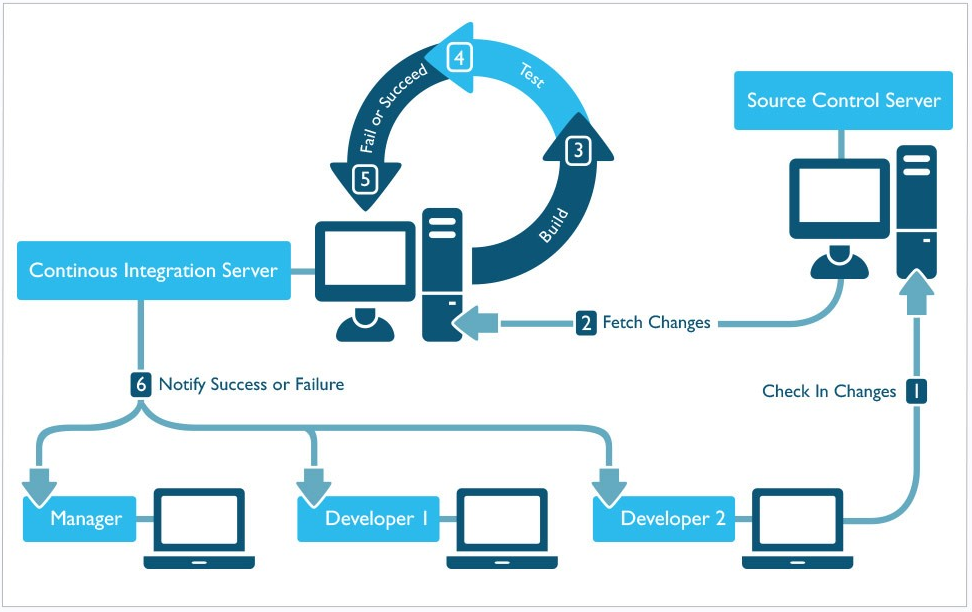 4
Test
Fail or Succeed
5
3
Build
Source Control Server
Continous Integration Server
2 Fetch Changes
6 Notify Success or Failure
Check In Changes 1
Manager
Developer 1
Developer 2